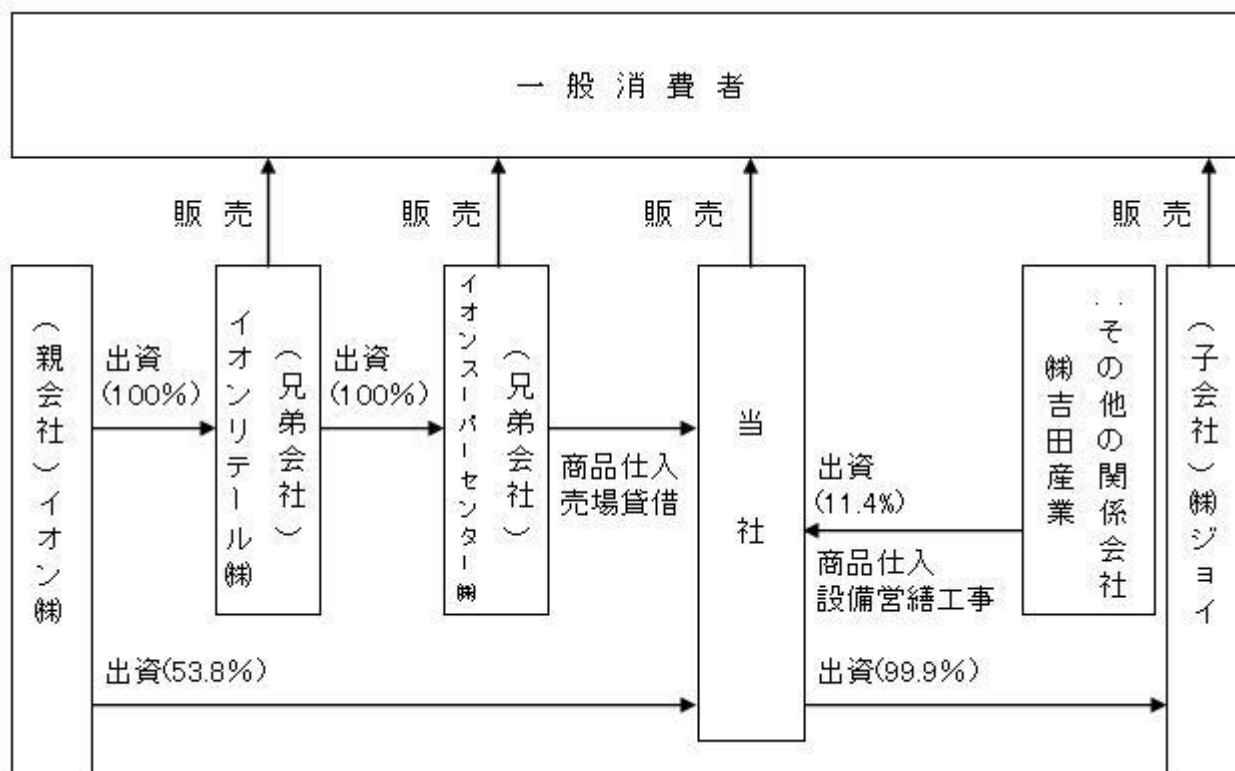 一般消費者
販売
販売
販売
販売
(親会社)イオン㈱
出資
(100%)
(兄弟会社)
イオンリテール㈱
出資
(100%)
(兄弟会社)
イオンスーパーセンター㈱
商品仕入
売場貸借
当社
出資
(11.4%)
商品仕入
設備営繕工事
..その他の関係会社
㈱吉田産業
(子会社)㈱ジョイ
出資(53.8%)
出資(99.9%)